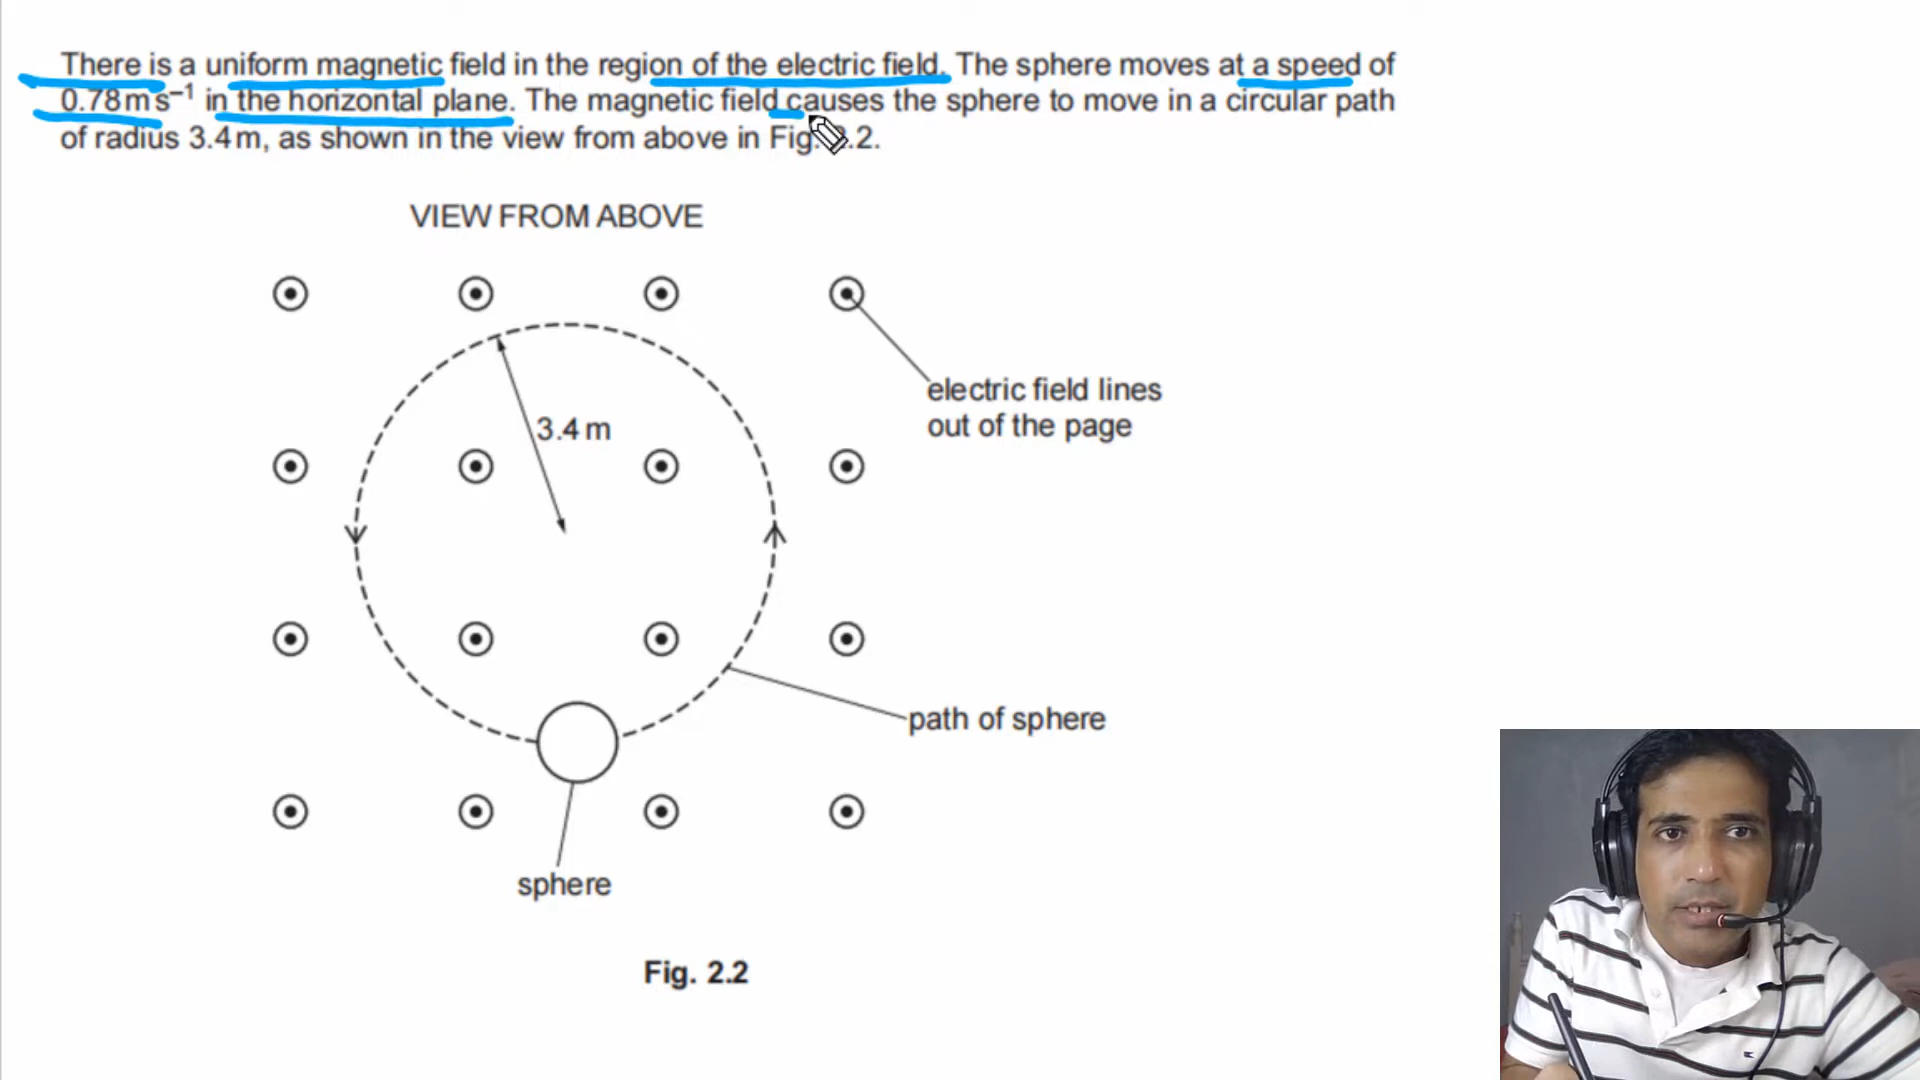 There is a uniform magnetic field in the region of the electric field. The sphere moves at a speed of
0.78 m s⁻¹ in the horizontal plane. The magnetic field causes the sphere to move in a circular path
of radius 3.4 m, as shown in the view from above in Fig. 2.2.
VIEW FROM ABOVE
electric field lines
out of the page
3.4 m
path of sphere
sphere
Fig. 2.2